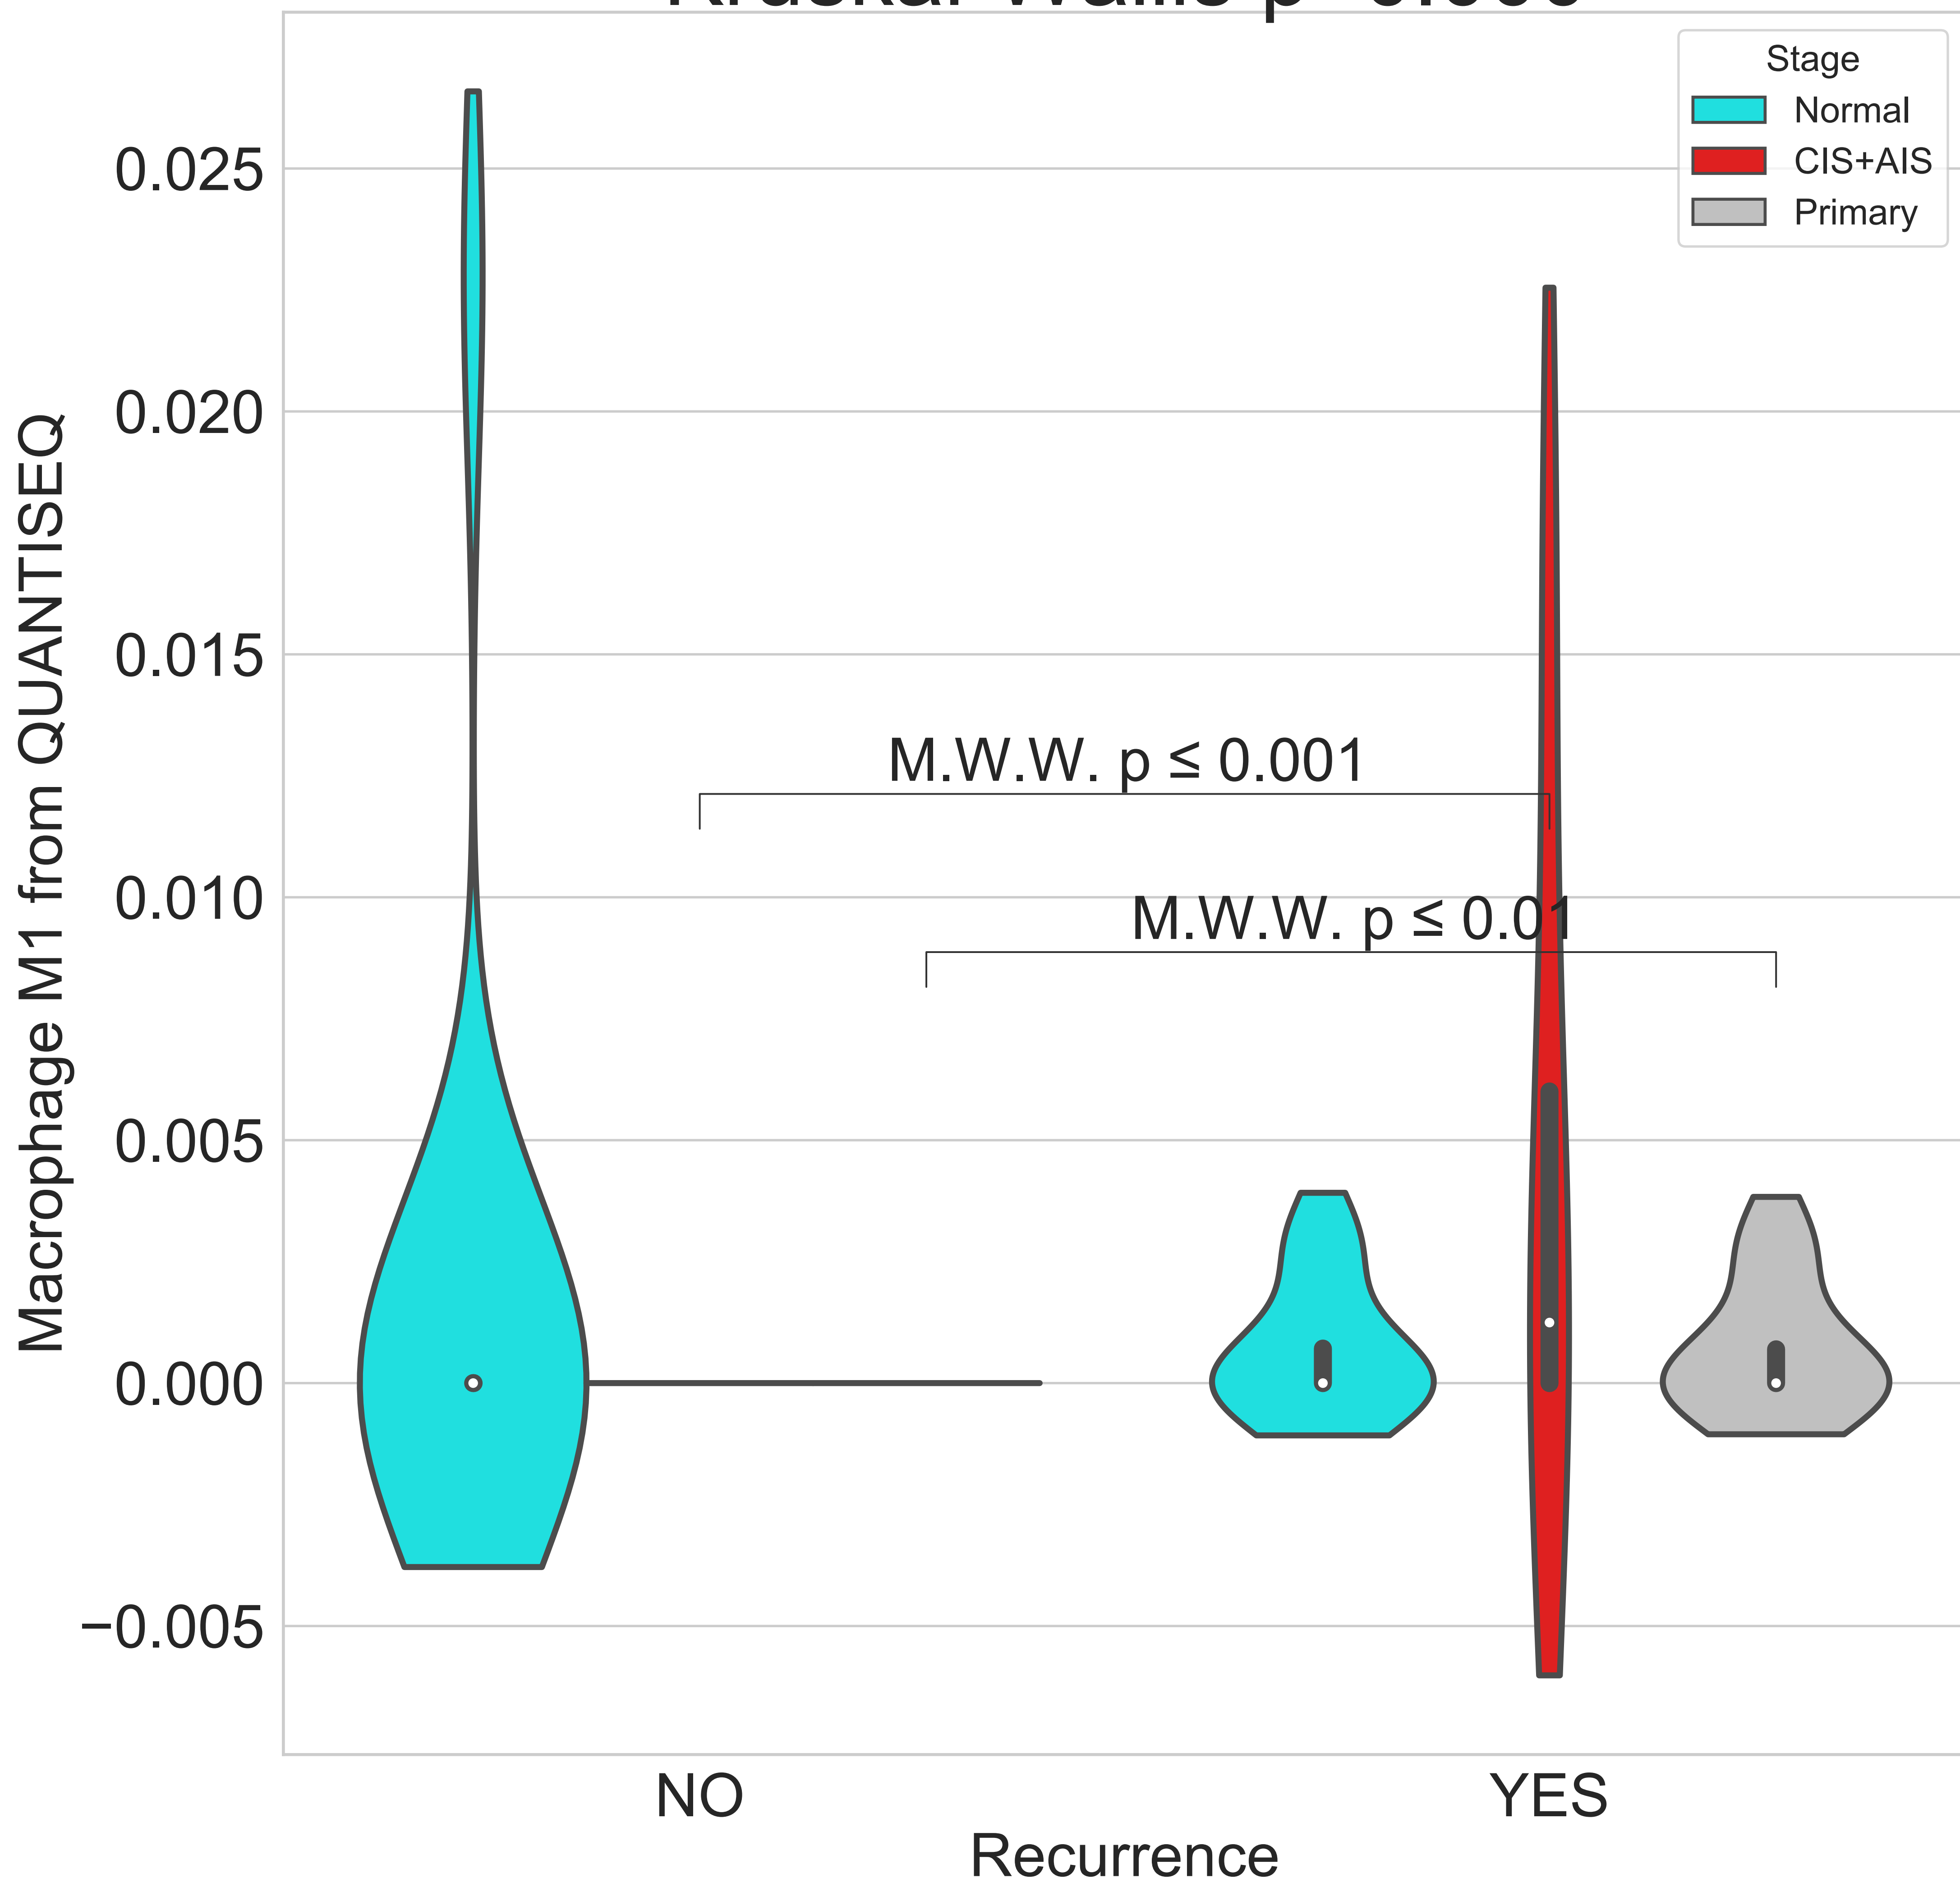 Stage
Normal
CIS+AIS
Primary
0.025
0.020
0.015
0.010
0.005
0.000
−0.005
Macrophage M1 from QUANTISEQ
M.W.W. p ≤ 0.001
M.W.W. p ≤ 0.01
NO
YES
Recurrence